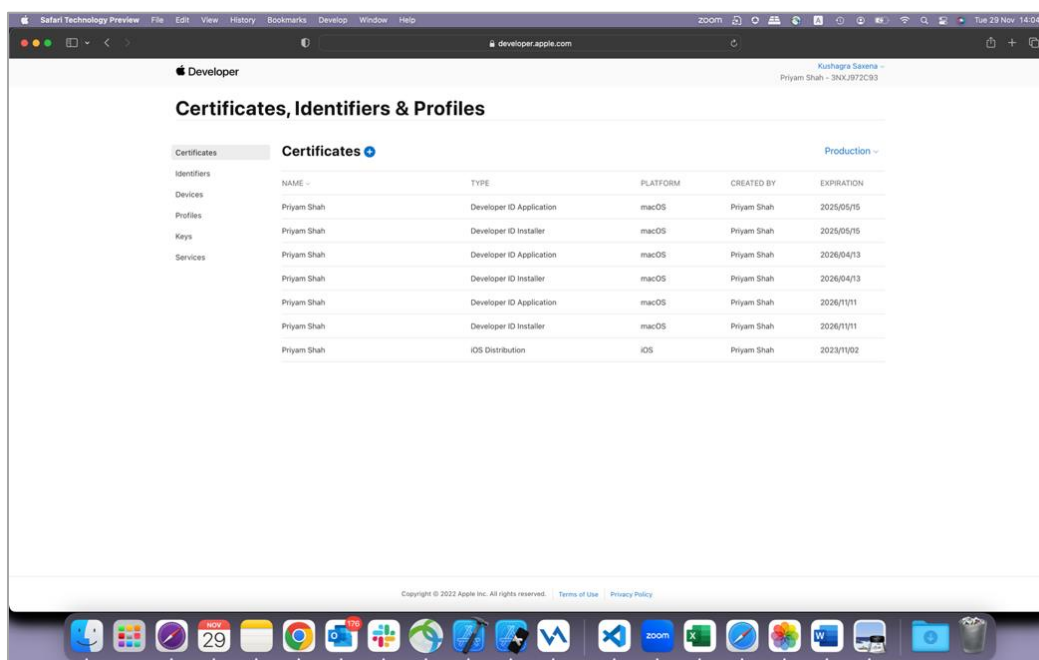 Safari Technology Preview File Edit View History Bookmarks Develop Window Help zoom A Tue 29 Nov 14:04
developer.apple.com
Developer
Kushagra Saxena
Priyam Shah - 3NXJ972C93
Certificates, Identifiers & Profiles
Certificates
Identifiers
Devices
Profiles
Keys
Services
Certificates
Production
NAME TYPE PLATFORM CREATED BY EXPIRATION
Priyam Shah Developer ID Application macOS Priyam Shah 2025/05/15
Priyam Shah Developer ID Installer macOS Priyam Shah 2025/05/15
Priyam Shah Developer ID Application macOS Priyam Shah 2026/04/13
Priyam Shah Developer ID Installer macOS Priyam Shah 2026/04/13
Priyam Shah Developer ID Application macOS Priyam Shah 2026/11/11
Priyam Shah Developer ID Installer macOS Priyam Shah 2026/11/11
Priyam Shah iOS Distribution iOS Priyam Shah 2023/11/02
Copyright © 2022 Apple Inc. All rights reserved. Terms of Use Privacy Policy
NOV
29
176
zoom
X
W